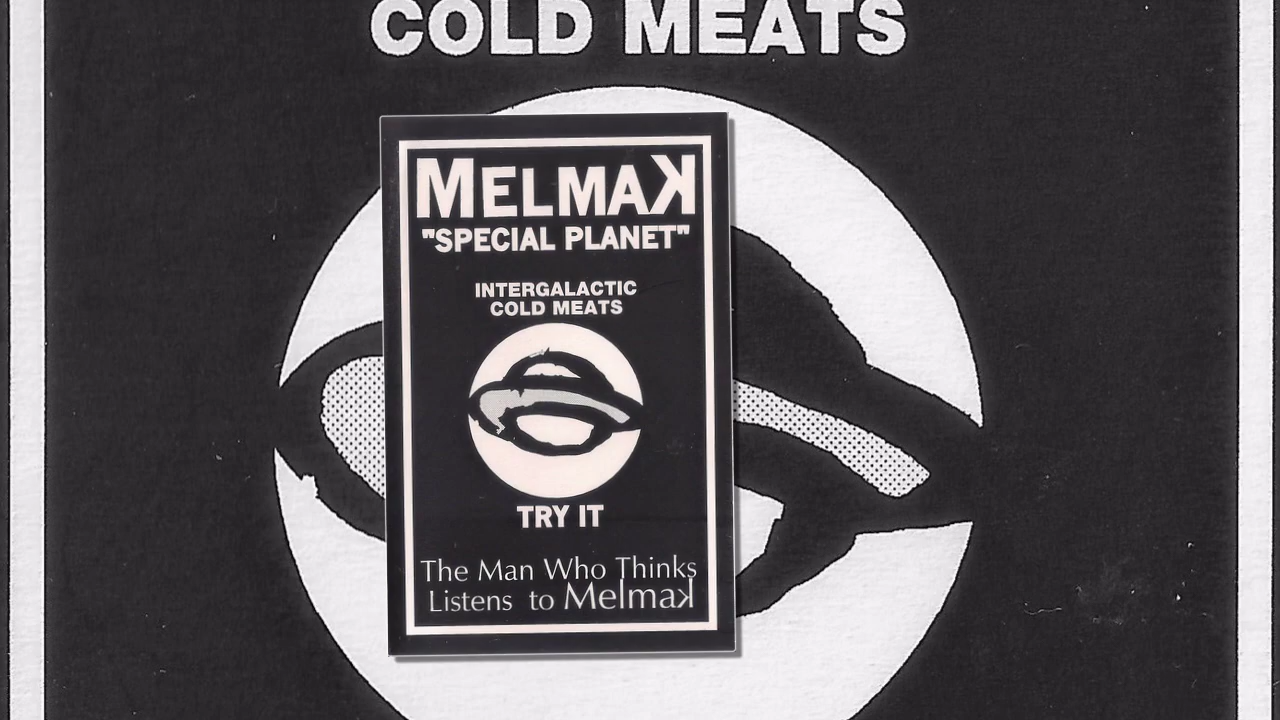 COLD MEATS
MELMAK
"SPECIAL PLANET"
INTERGALACTIC
COLD MEATS
TRY IT
The Man Who Thinks
Listens to Melmak